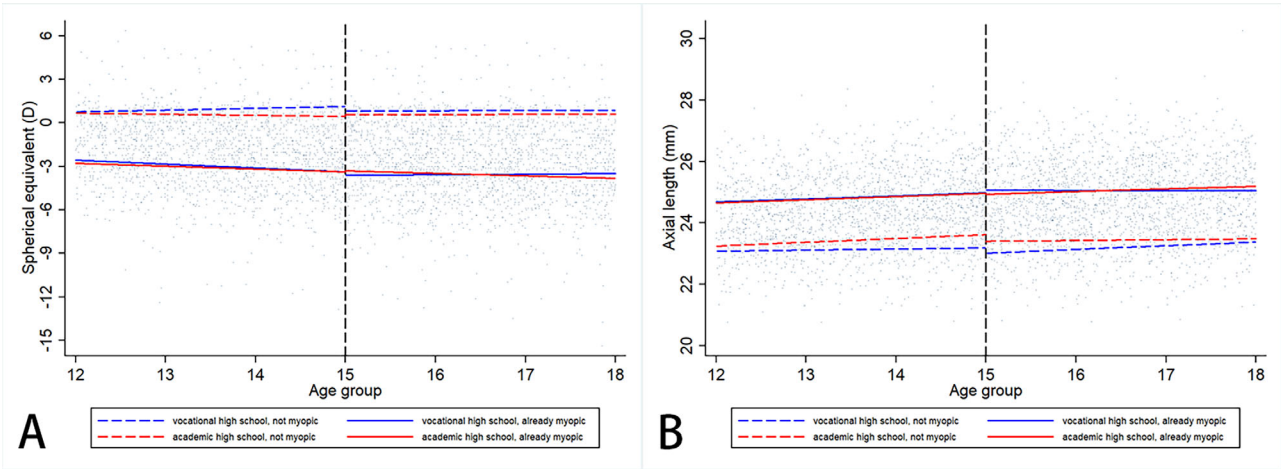 Spherical equivalent (D)
6
3
0
-3
-6
-9
-12
-15
12 13 14 15 16 17 18
Age group
A
vocational high school, not myopic vocational high school, already myopic
academic high school, not myopic academic high school, already myopic
Axial length (mm)
30
28
26
24
22
20
12 13 14 15 16 17 18
Age group
B
vocational high school, not myopic vocational high school, already myopic
academic high school, not myopic academic high school, already myopic